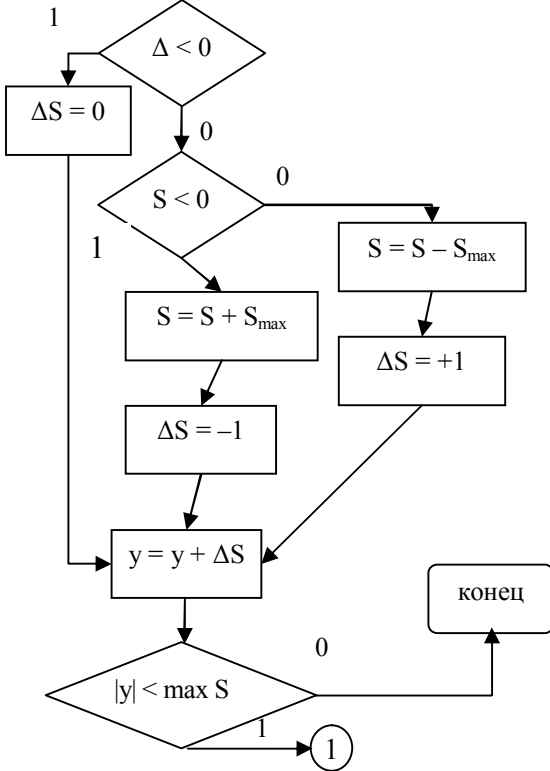 1
Δ < 0
ΔS = 0
0
0
S < 0
1
S = S – Smax
S = S + Smax
ΔS = +1
ΔS = –1
y = y + ΔS
конец
0
|y| < max S
1
1